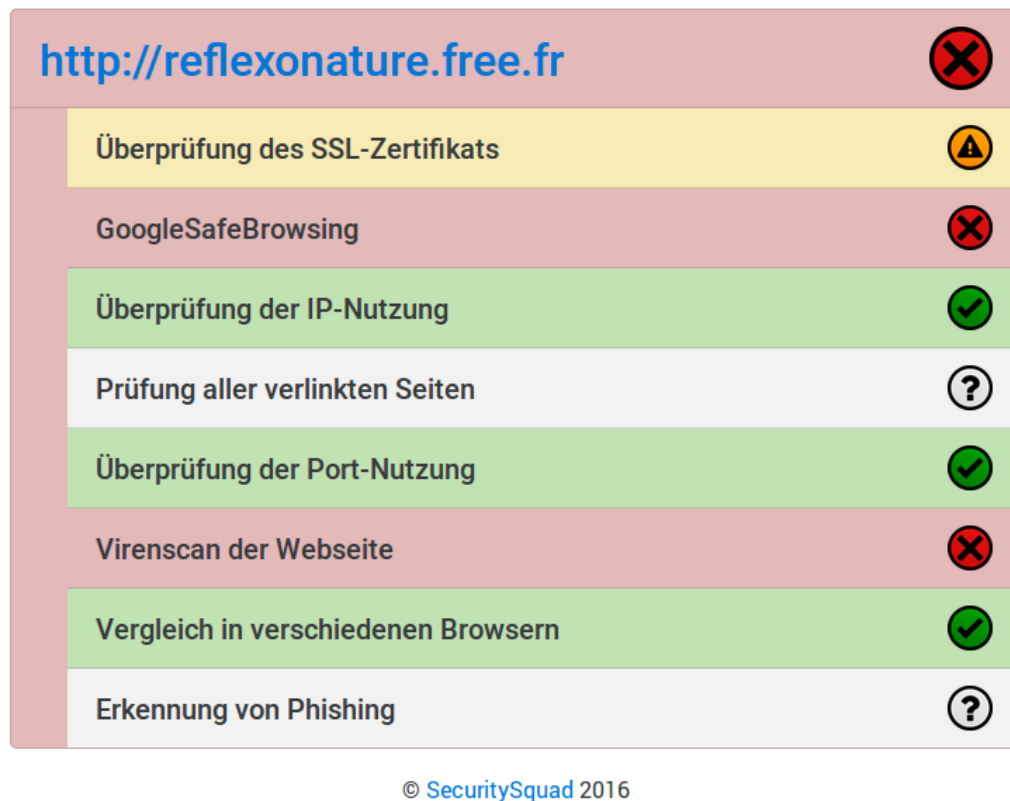 http://reflexonature.free.fr
Überprüfung des SSL-Zertifikats
GoogleSafeBrowsing
Überprüfung der IP-Nutzung
Prüfung aller verlinkten Seiten
Überprüfung der Port-Nutzung
Virenscan der Webseite
Vergleich in verschiedenen Browsern
Erkennung von Phishing
© SecuritySquad 2016